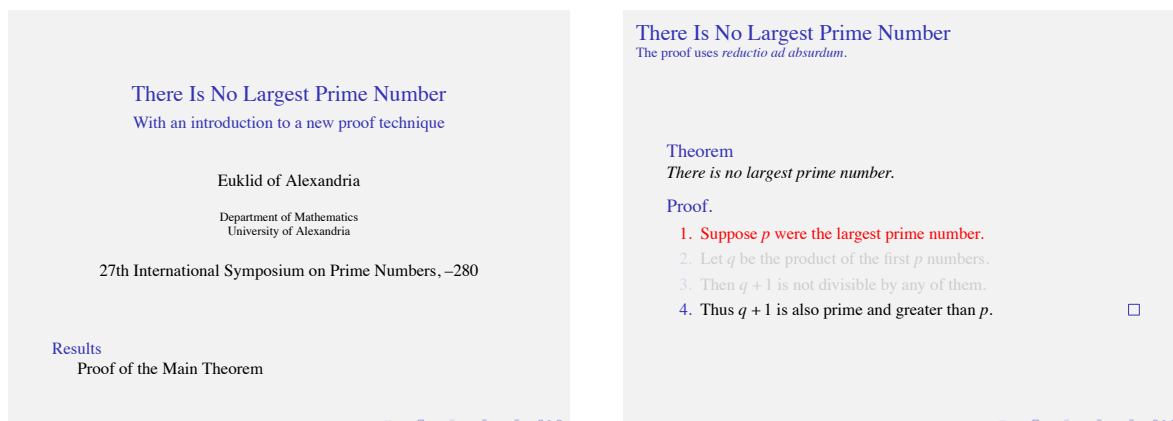 There Is No Largest Prime Number
With an introduction to a new proof technique
Euklid of Alexandria
Department of Mathematics
University of Alexandria
27th International Symposium on Prime Numbers, –280
Results
Proof of the Main Theorem
There Is No Largest Prime Number
The proof uses reductio ad absurdum.
Theorem
There is no largest prime number.
Proof.
1. Suppose p were the largest prime number.
2. Let q be the product of the first p numbers.
3. Then q + 1 is not divisible by any of them.
4. Thus q + 1 is also prime and greater than p.